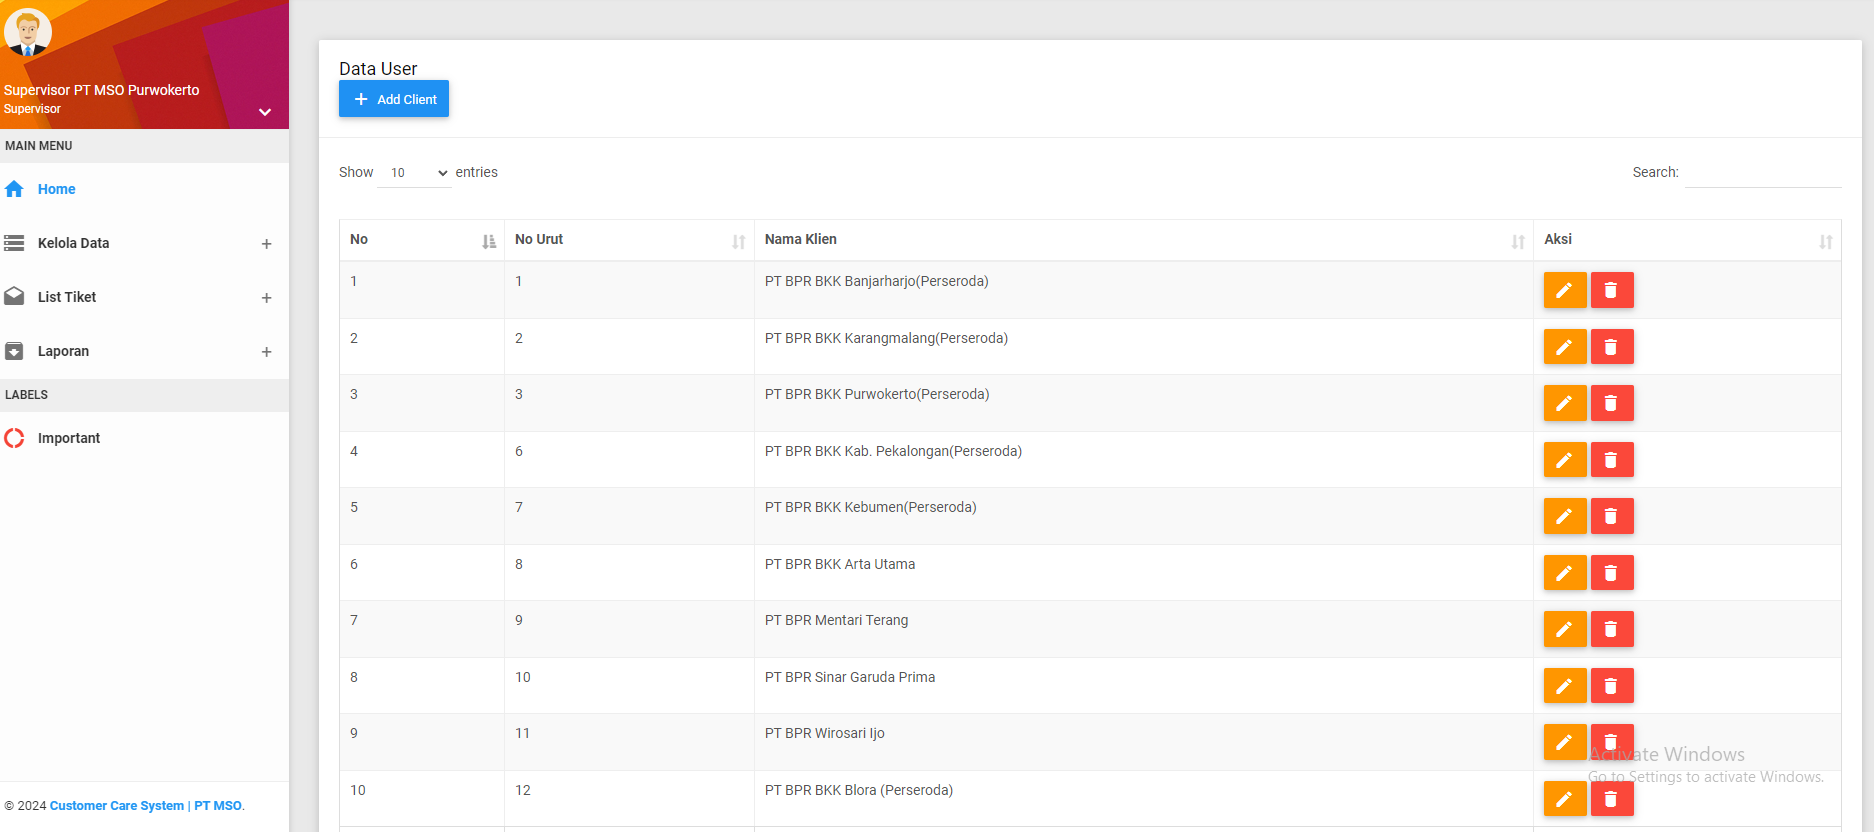 Supervisor PT MSO Purwokerto
Supervisor
MAIN MENU
Home
Kelola Data +
List Tiket +
Laporan +
LABELS
Important
© 2024 Customer Care System | PT MSO.
Data User
+ Add Client
Show 10 entries
Search:
No No Urut Nama Klien Aksi
1 1 PT BPR BKK Banjarharjo(Perseroda)
2 2 PT BPR BKK Karangmalang(Perseroda)
3 3 PT BPR BKK Purwokerto(Perseroda)
4 6 PT BPR BKK Kab. Pekalongan(Perseroda)
5 7 PT BPR BKK Kebumen(Perseroda)
6 8 PT BPR BKK Arta Utama
7 9 PT BPR Mentari Terang
8 10 PT BPR Sinar Garuda Prima
9 11 PT BPR Wirosari Ijo
10 12 PT BPR BKK Blora (Perseroda)
Activate Windows
Go to Settings to activate Windows.